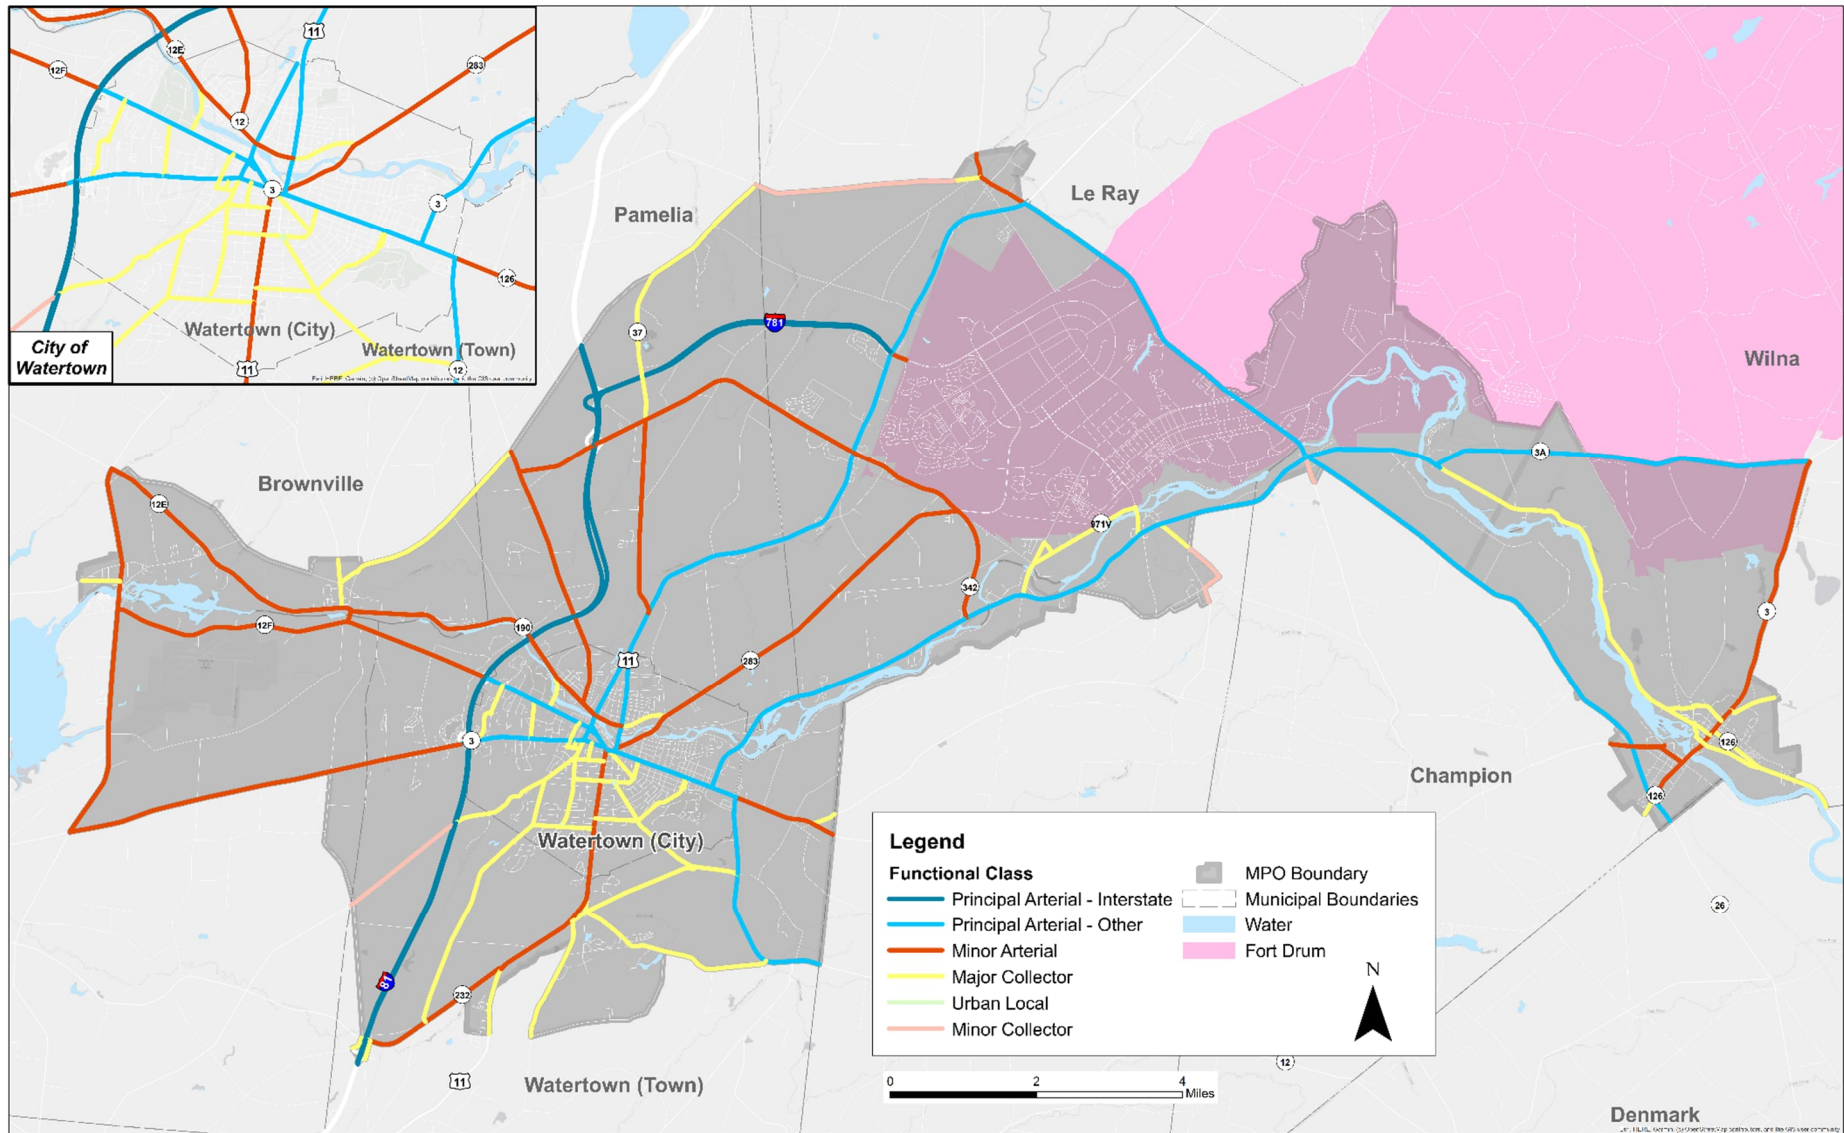 11
12E
283
12F
12
3
3
126
Watertown (City)
Watertown (Town)
11
12
City of
Watertown
Le Ray
Pamelia
781
37
Wilna
3A
Brownville
12E
971V
342
3
12F
190
11
283
3
126
Champion
126
Watertown (City)
26
81
232
11
Watertown (Town)
12
Denmark
Legend
Functional Class
Principal Arterial - Interstate
Principal Arterial - Other
Minor Arterial
Major Collector
Urban Local
Minor Collector
MPO Boundary
Municipal Boundaries
Water
Fort Drum
N
0 2 4
Miles